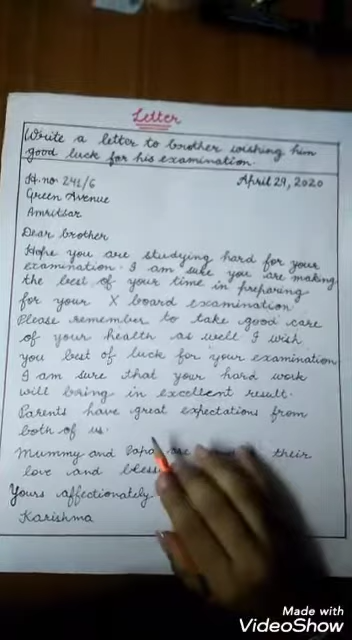 Letter
Write a letter to brother wishing him
good luck for his examination.
H.no. 241/6
April 29, 2020
Green Avenue
Amritsar
Dear brother
Hope you are studying hard for your
examination. I am sure you are making
the best of your time in preparing
for your X board examination
Please remember to take good care
of your health as well I wish
you best of luck for your examination
I am sure that your hard work
will bring in excellent result.
Parents have great expectations from
both of us.
Mummy and Papa are their
love and
Yours affectionately
Karishma
Made with
VideoShow